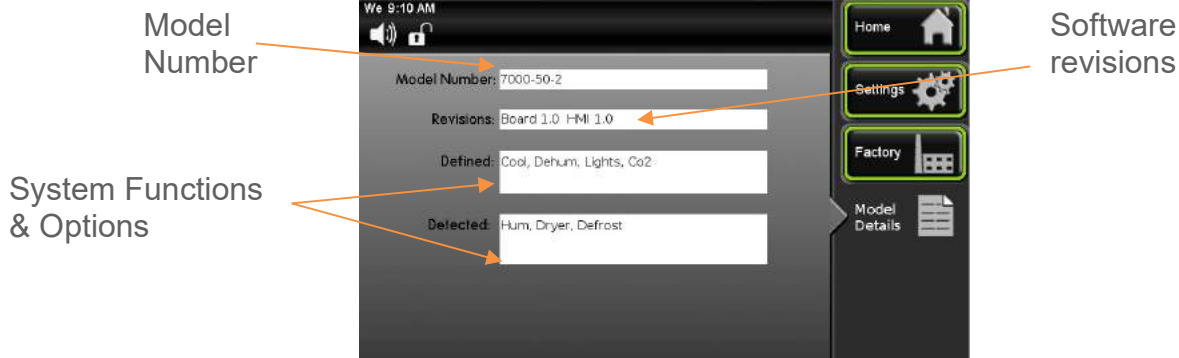 Model
Number
We 9:10 AM
Home
Software
revisions
Model Number: 7000-50-2
Settings
Revisions: Board 1.0 HMI 1.0
Factory
Defined: Cool, Dehum, Lights, Co2
System Functions
& Options
Model
Details
Detected: Hum, Dryer, Defrost